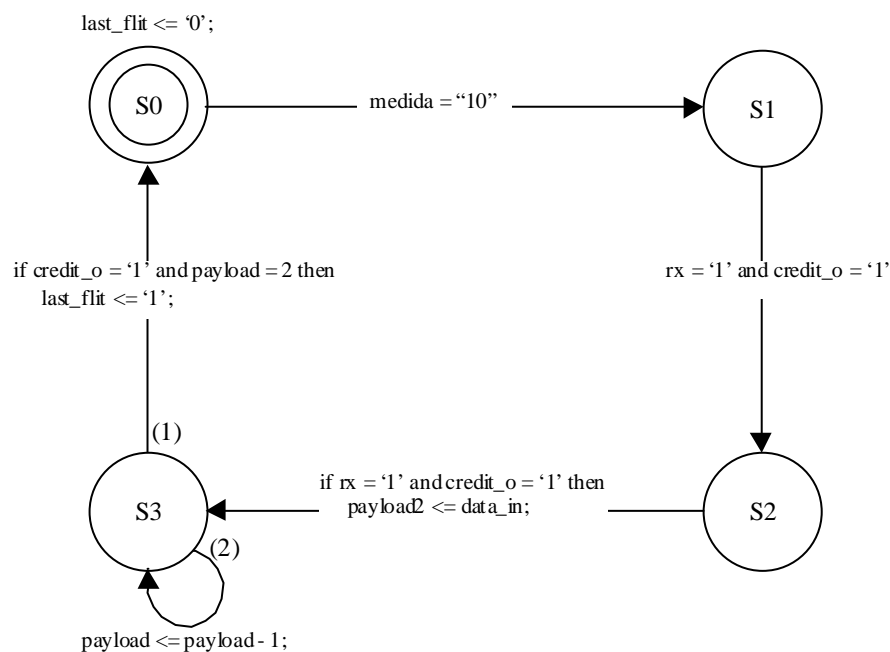 last_flit <= ‘0’;
S0
medida = “10”
S1
if credit_o = ‘1’ and payload = 2 then
last_flit <= ‘1’;
rx = ‘1’ and credit_o = ‘1’
(1)
S3
if rx = ‘1’ and credit_o = ‘1’ then
payload2 <= data_in;
S2
(2)
payload <= payload - 1;